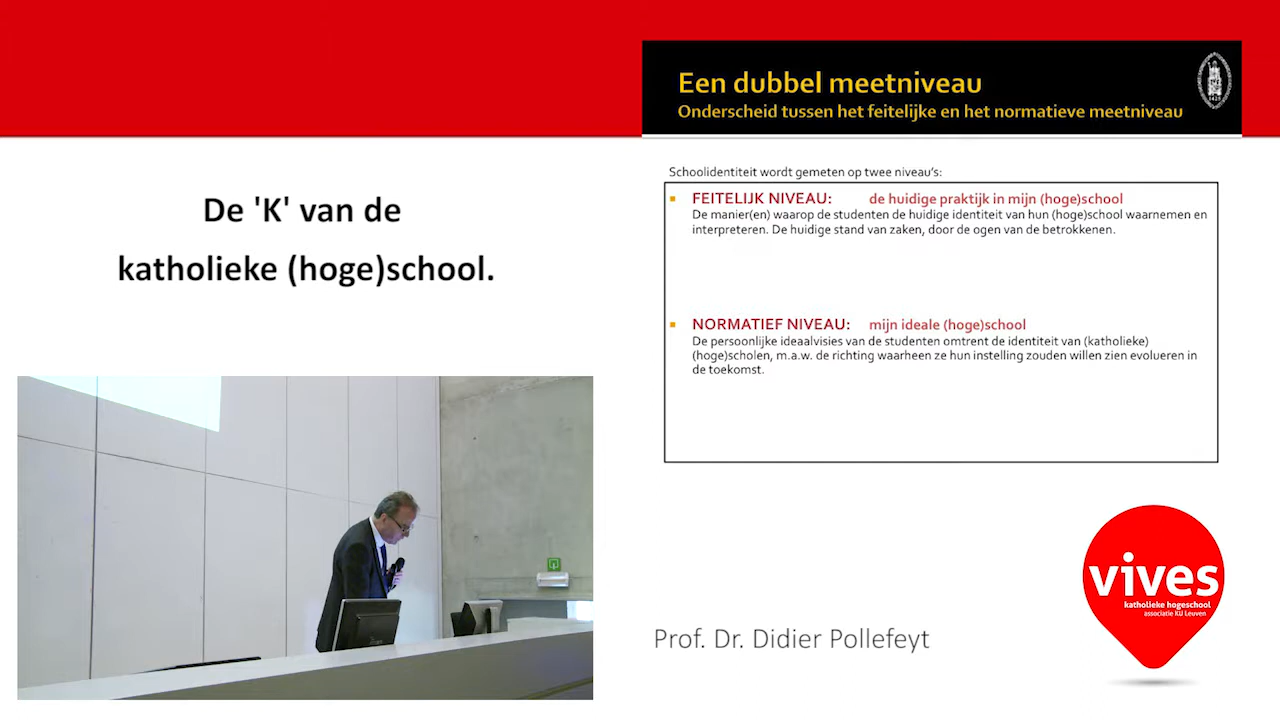 De 'K' van de
katholieke (hoge)school.
Een dubbel meetniveau
Onderscheid tussen het feitelijke en het normatieve meetniveau
Schoolidentiteit wordt gemeten op twee niveau's:
FEITELIJK NIVEAU: de huidige praktijk in mijn (hoge)school
De manier(en) waarop de studenten de huidige identiteit van hun (hoge)school waarnemen en
interpreteren. De huidige stand van zaken, door de ogen van de betrokkenen.
NORMATIEF NIVEAU: mijn ideale (hoge)school
De persoonlijke ideaalvisies van de studenten omtrent de identiteit van (katholieke)
(hoge)scholen, m.a.w. de richting waarheen ze hun instelling zouden willen zien evolueren in
de toekomst.
Prof. Dr. Didier Pollefeyt
vives
katholieke hogeschool
associatie KU Leuven
1425